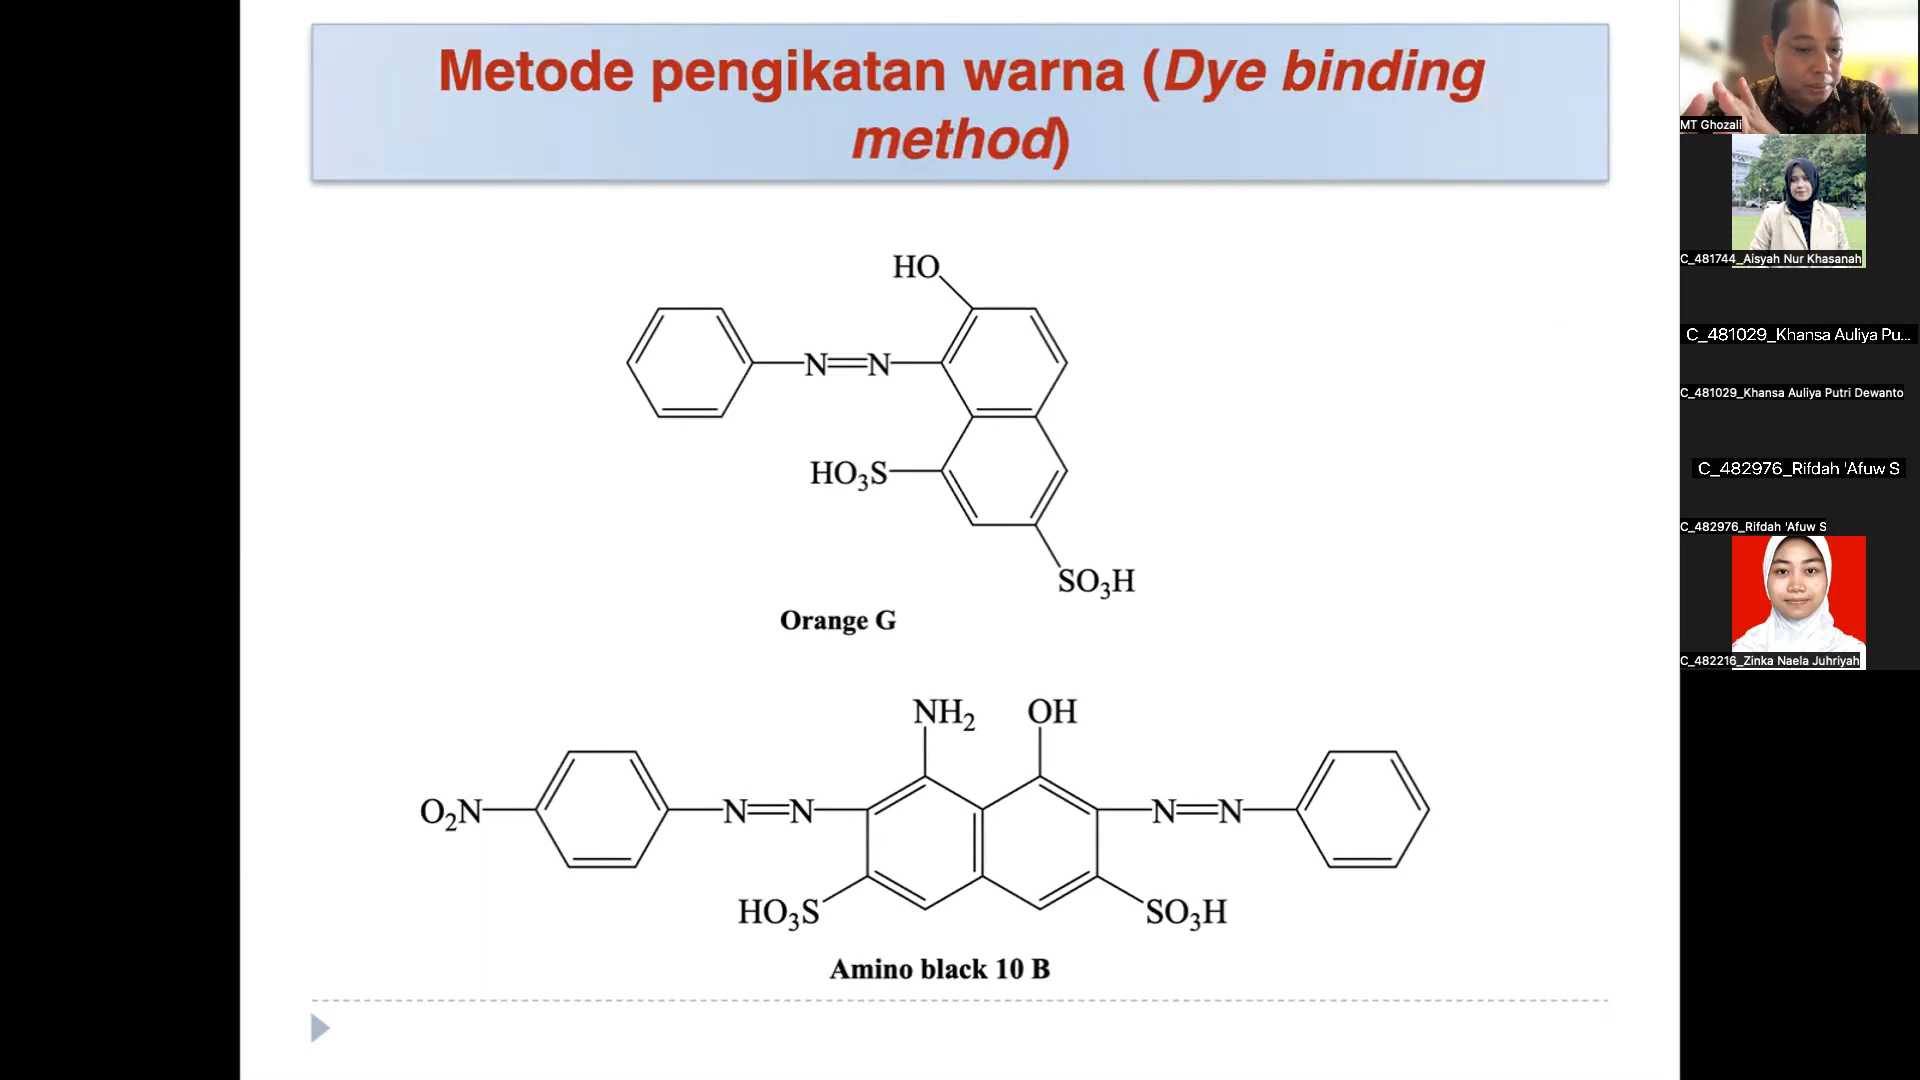 Metode pengikatan warna (Dye binding
method)
HO
N=N
HO₃S
SO₃H
Orange G
NH₂
OH
O₂N
N=N
N=N
HO₃S
SO₃H
Amino black 10 B
MT Ghozali
C_481744_Aisyah Nur Khasanah
C_481029_Khansa Auliya Pu...
C_481029_Khansa Auliya Putri Dewanto
C_482976_Rifdah 'Afuw S
C_482976_Rifdah 'Afuw S
C_482216_Zinka Naela Juhriyah